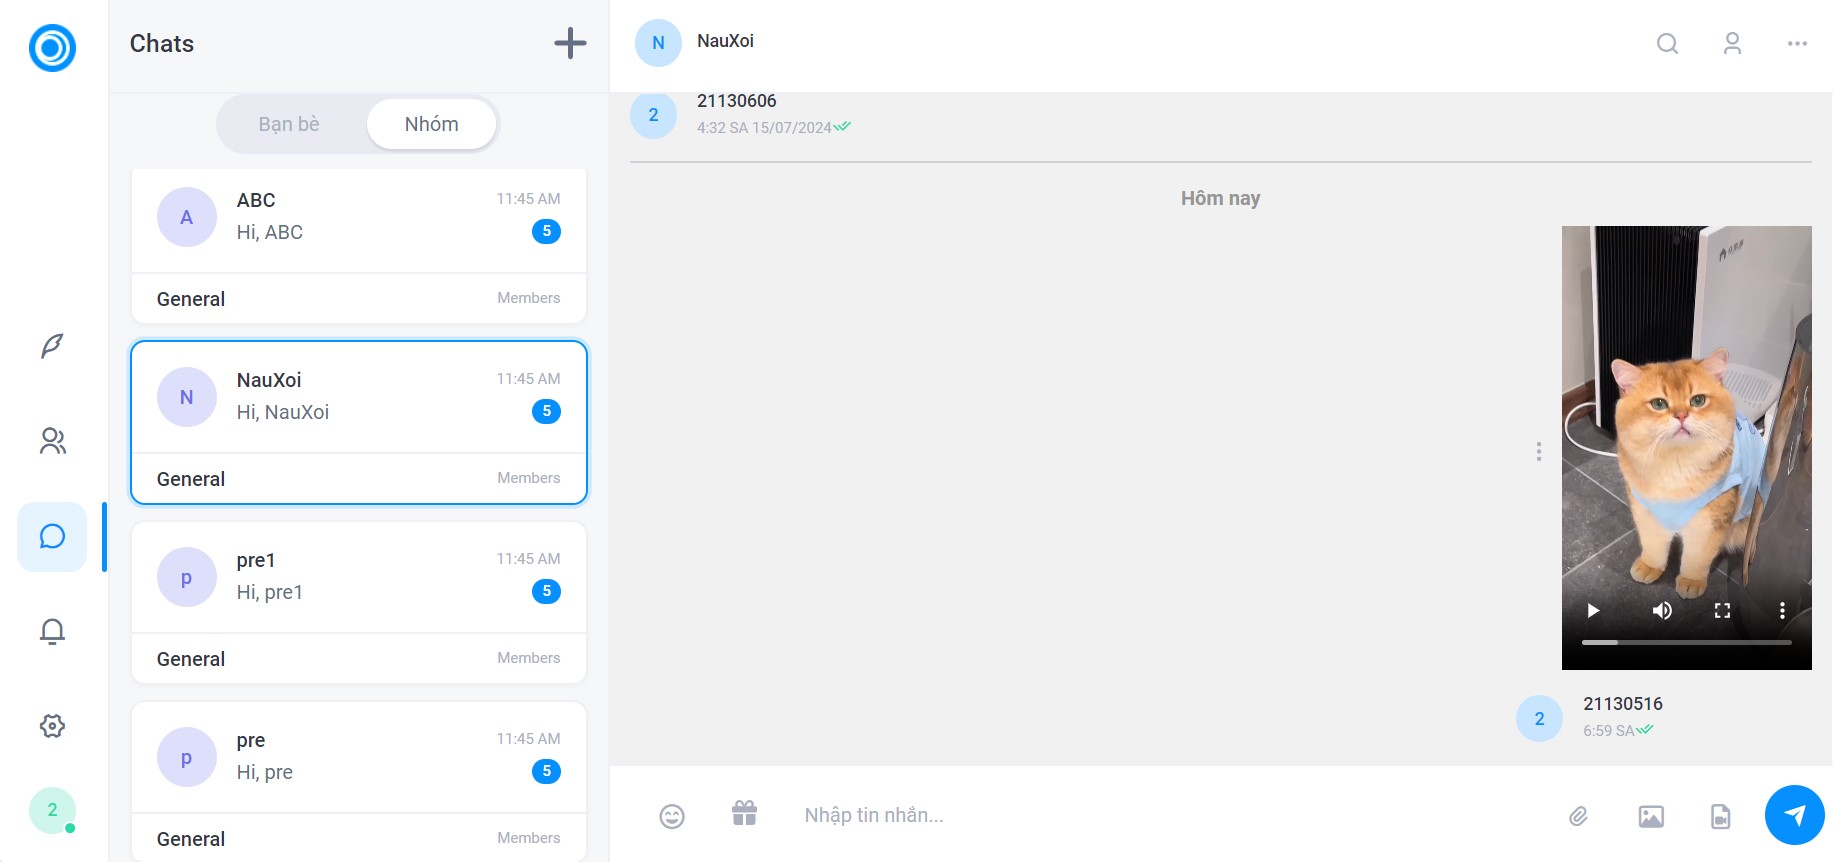 Chats
Bạn bè
Nhóm
A
ABC
11:45 AM
Hi, ABC
5
General
Members
N
NauXoi
11:45 AM
Hi, NauXoi
5
General
Members
p
pre1
11:45 AM
Hi, pre1
5
General
Members
p
pre
11:45 AM
Hi, pre
5
General
Members
2
N
NauXoi
2
21130606
4:32 SA 15/07/2024
Hôm nay
2
21130516
6:59 SA
Nhập tin nhắn...